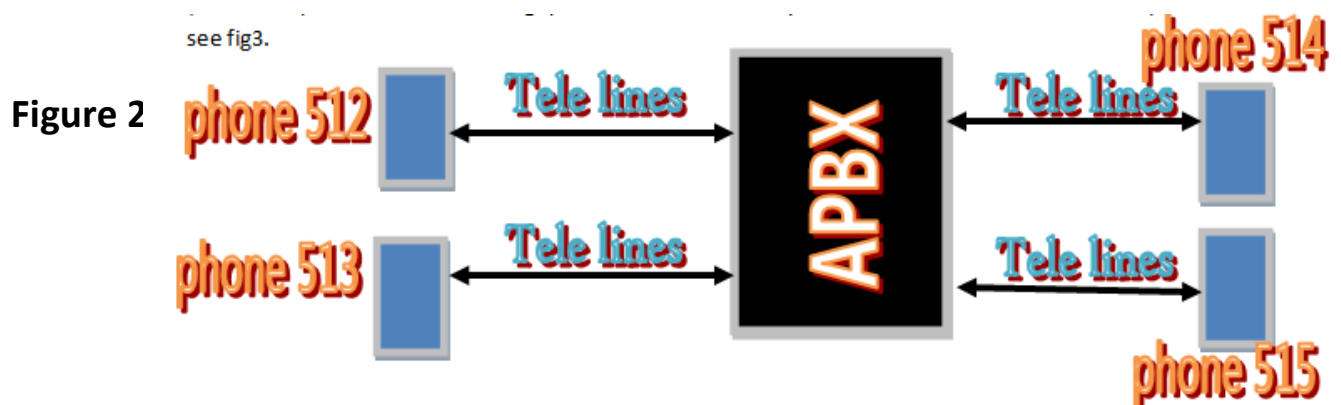 see fig3.
phone 514
Tele lines
Tele lines
Figure 2
phone 512
APBX
Tele lines
Tele lines
phone 513
phone 515